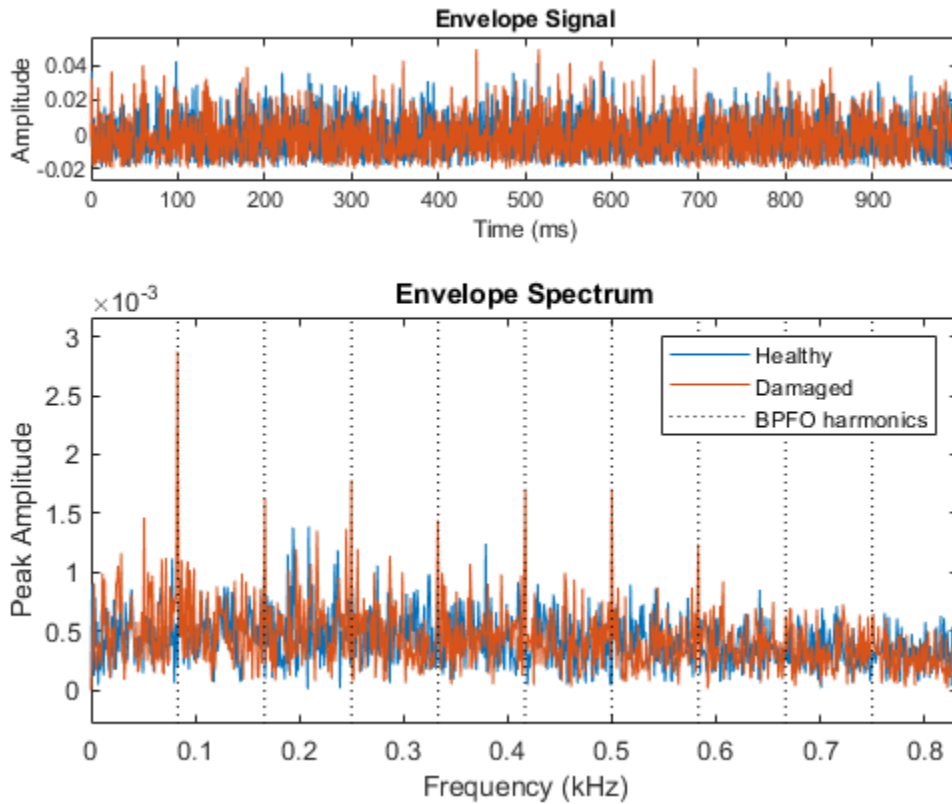 Envelope Signal
0.04
0.02
0
-0.02
Amplitude
0 100 200 300 400 500 600 700 800 900
Time (ms)
Envelope Spectrum
×10-3
3
2.5
2
1.5
1
0.5
0
Peak Amplitude
Healthy
Damaged
BPFO harmonics
0 0.1 0.2 0.3 0.4 0.5 0.6 0.7 0.8
Frequency (kHz)